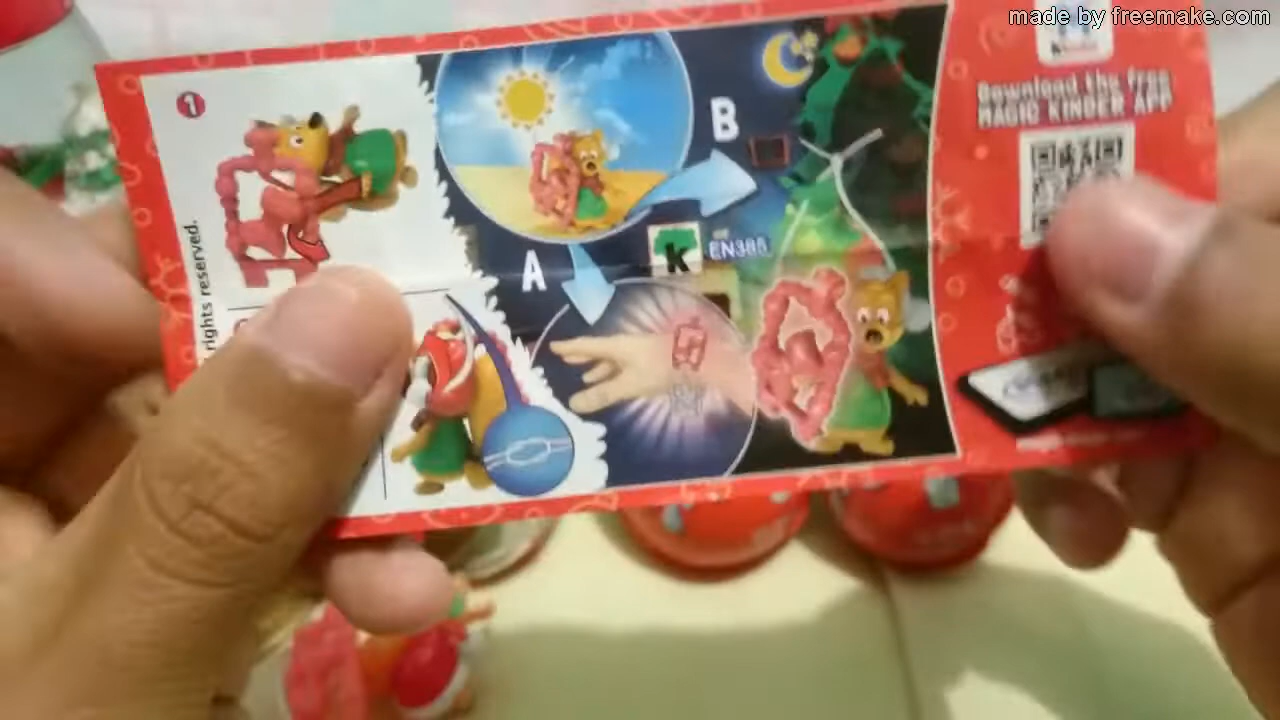 made by freemake.com
1
rights reserved.
B
A
k
EN385
Download the free
MAGIC KINDER APP